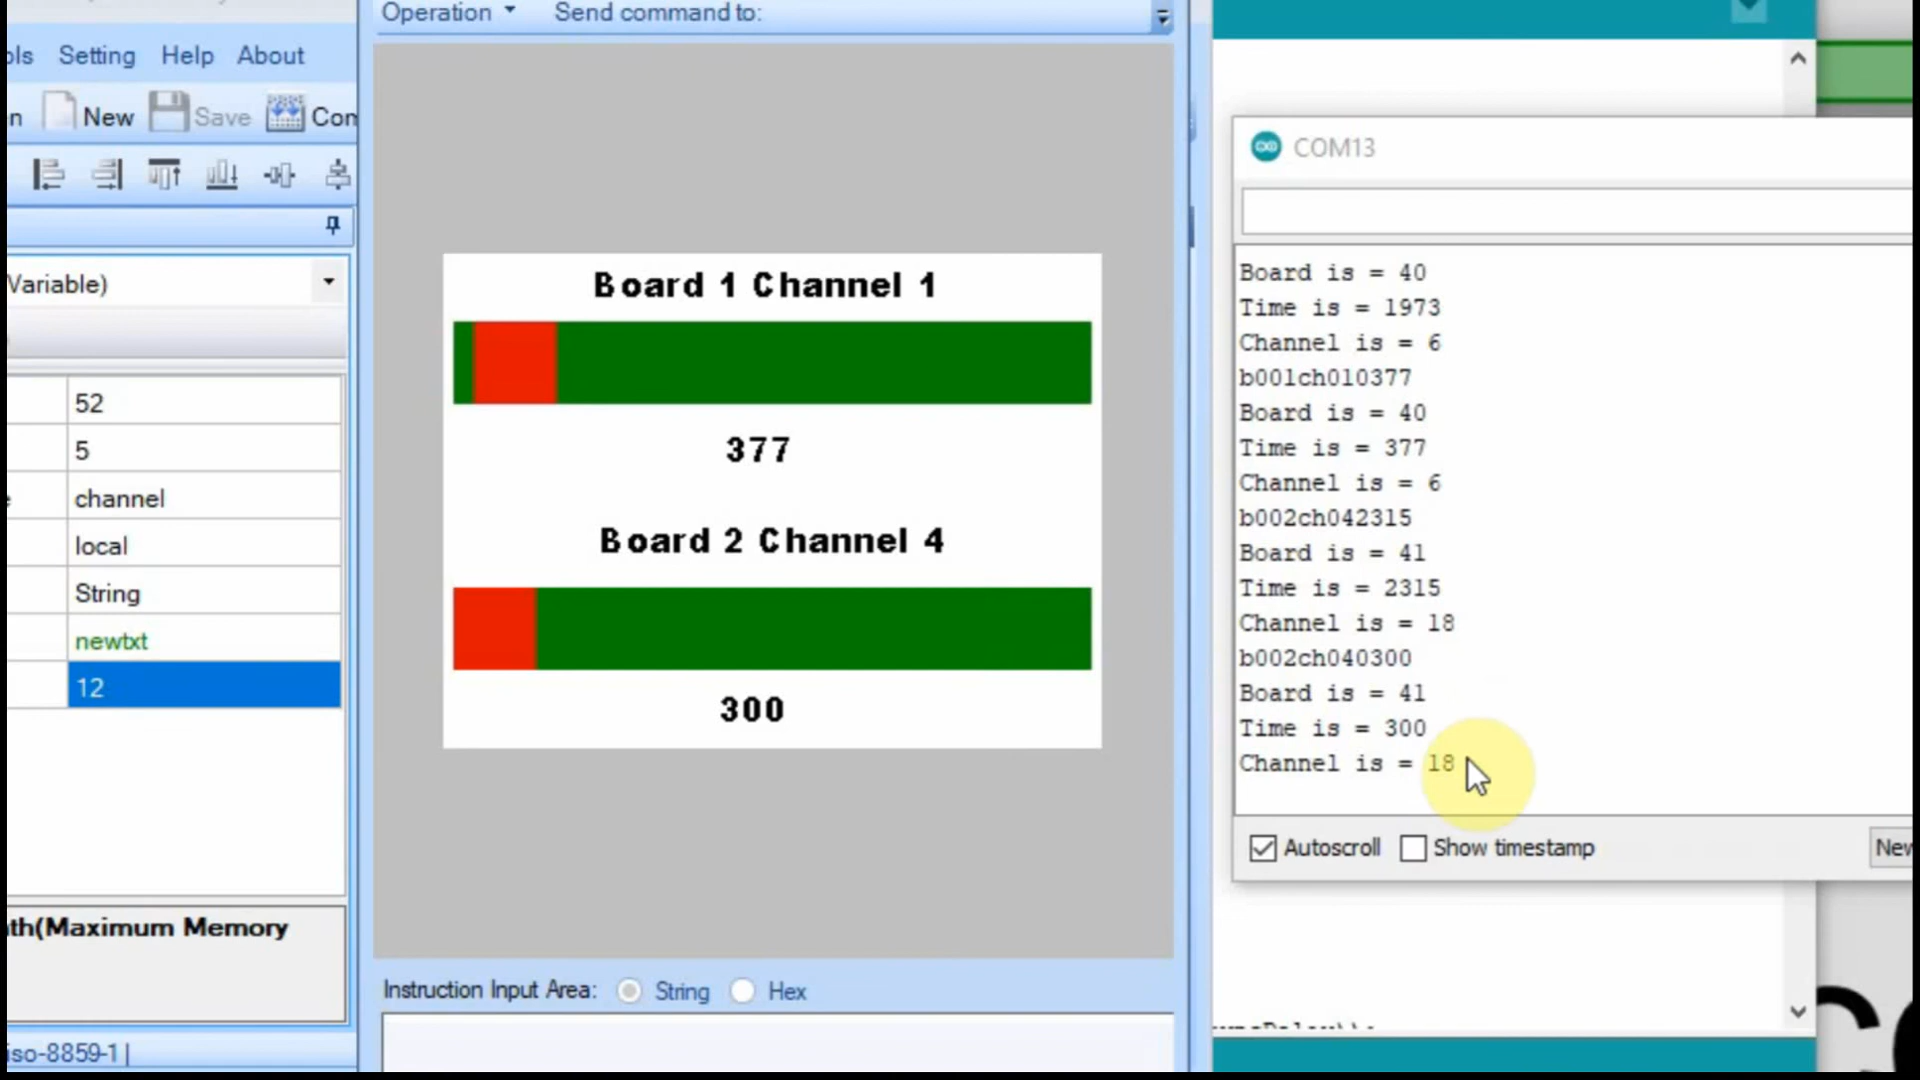 Operation
Send command to:
Setting
Help
About
New
Save
Variable)
52
5
channel
local
String
newtxt
12
(Maximum Memory
iso-8859-1
Board 1 Channel 1
377
Board 2 Channel 4
300
Instruction Input Area:
String
Hex
COM13
Board is = 40
Time is = 1973
Channel is = 6
b001ch010377
Board is = 40
Time is = 377
Channel is = 6
b002ch042315
Board is = 41
Time is = 2315
Channel is = 18
b002ch040300
Board is = 41
Time is = 300
Channel is = 18
Autoscroll
Show timestamp